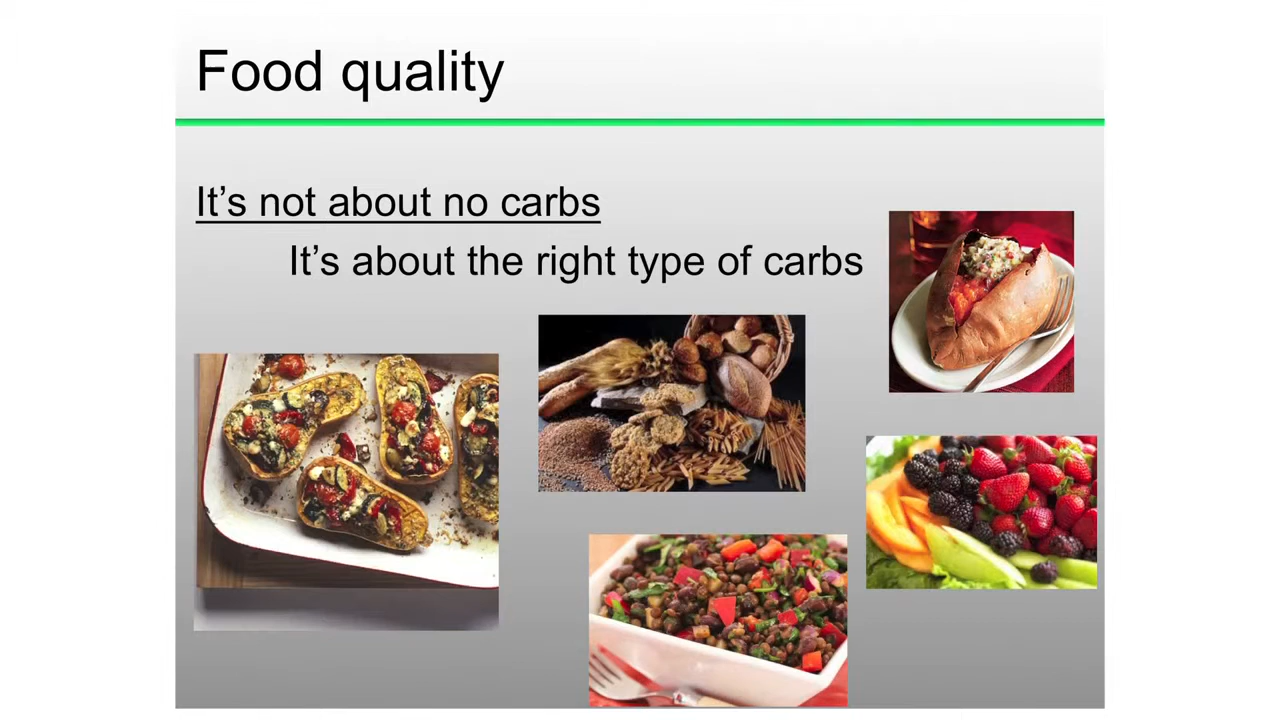 Food quality
It’s not about no carbs
It’s about the right type of carbs